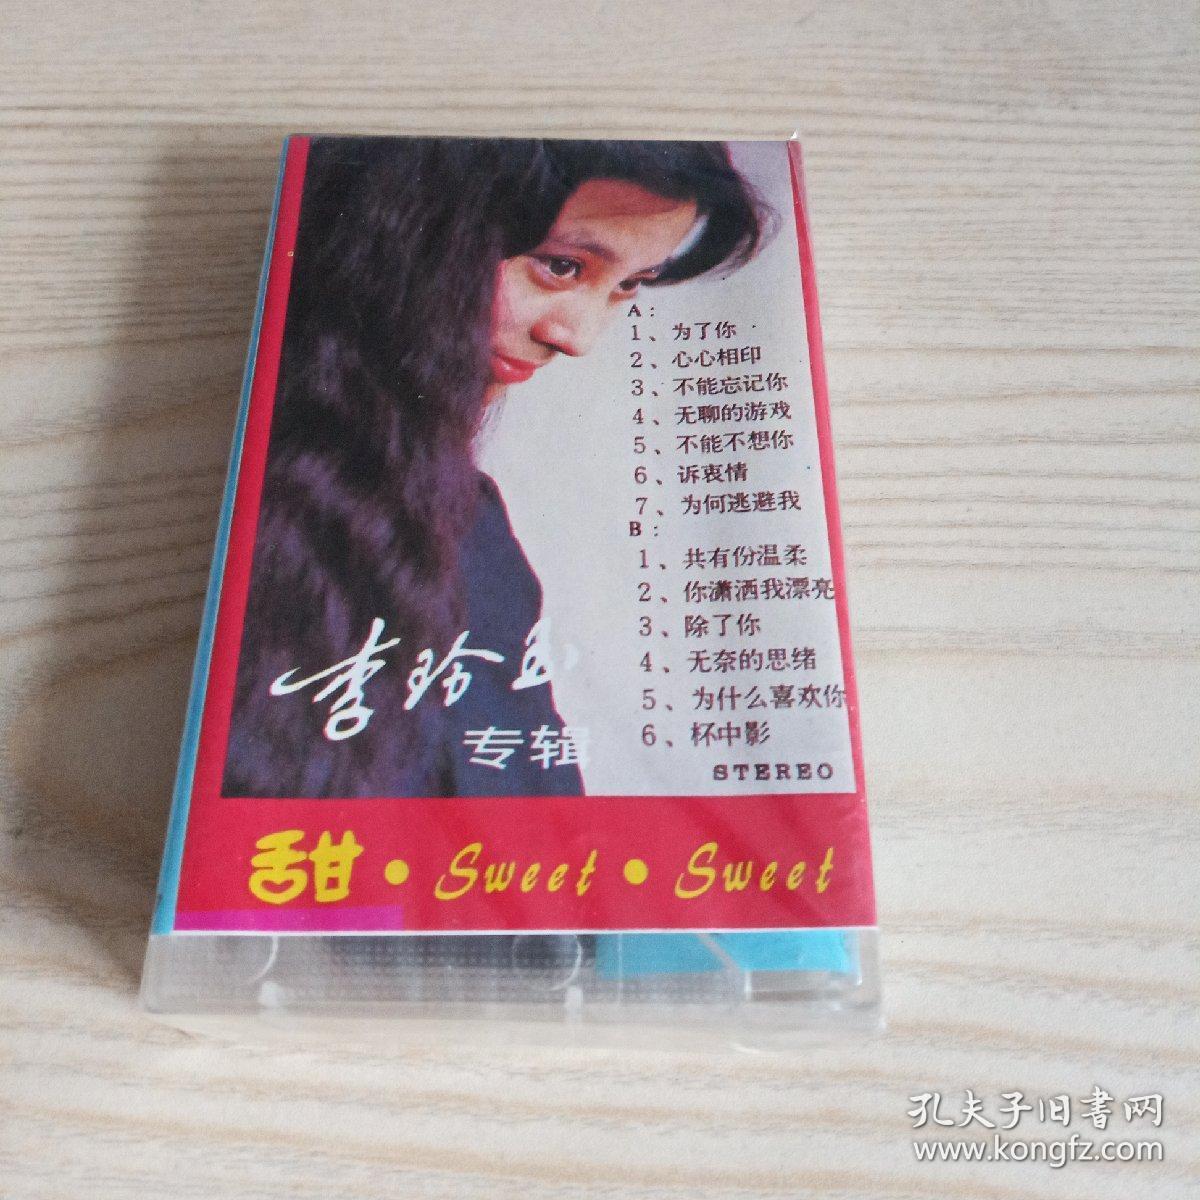 A:
1、为了你
2、心心相印
3、不能忘记你
4、无聊的游戏
5、不能不想你
6、诉衷情
7、为何逃避我
B:
1、共有份温柔
2、你潇洒我漂亮
3、除了你
4、无奈的思绪
5、为什么喜欢你
6、杯中影
STEREO
李玲玉
专辑
甜·Sweet·Sweet
孔夫子旧书网
www.kongfz.com